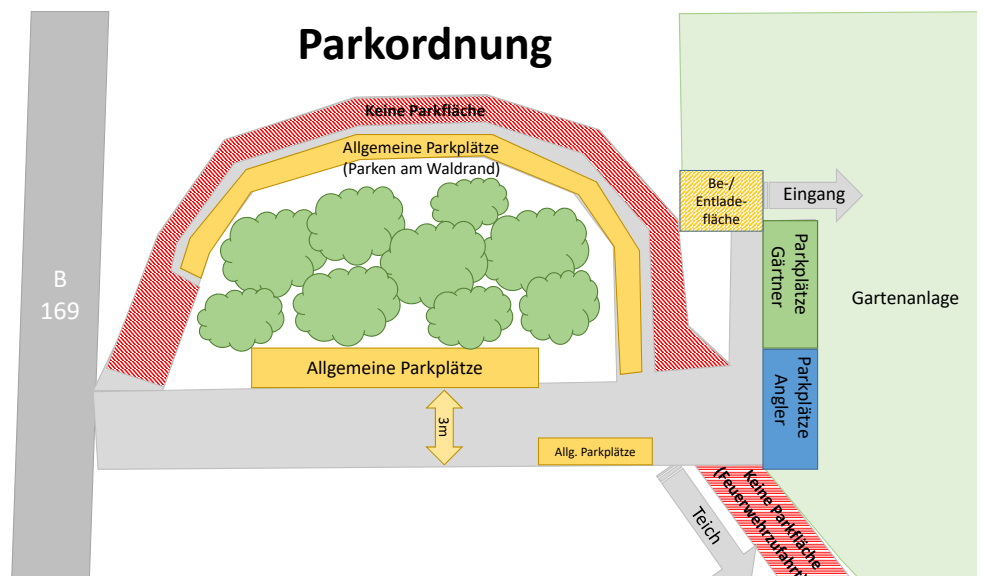 Parkordnung
Keine Parkfläche
Allgemeine Parkplätze
(Parken am Waldrand)
Be-/
Entlade-
fläche
Eingang
Parkplätze
Gärtner
B
169
Gartenanlage
Allgemeine Parkplätze
Parkplätze
Angler
3m
Allg. Parkplätze
Teich
Keine Parkfläche
(Feuerwehrzufahrt)